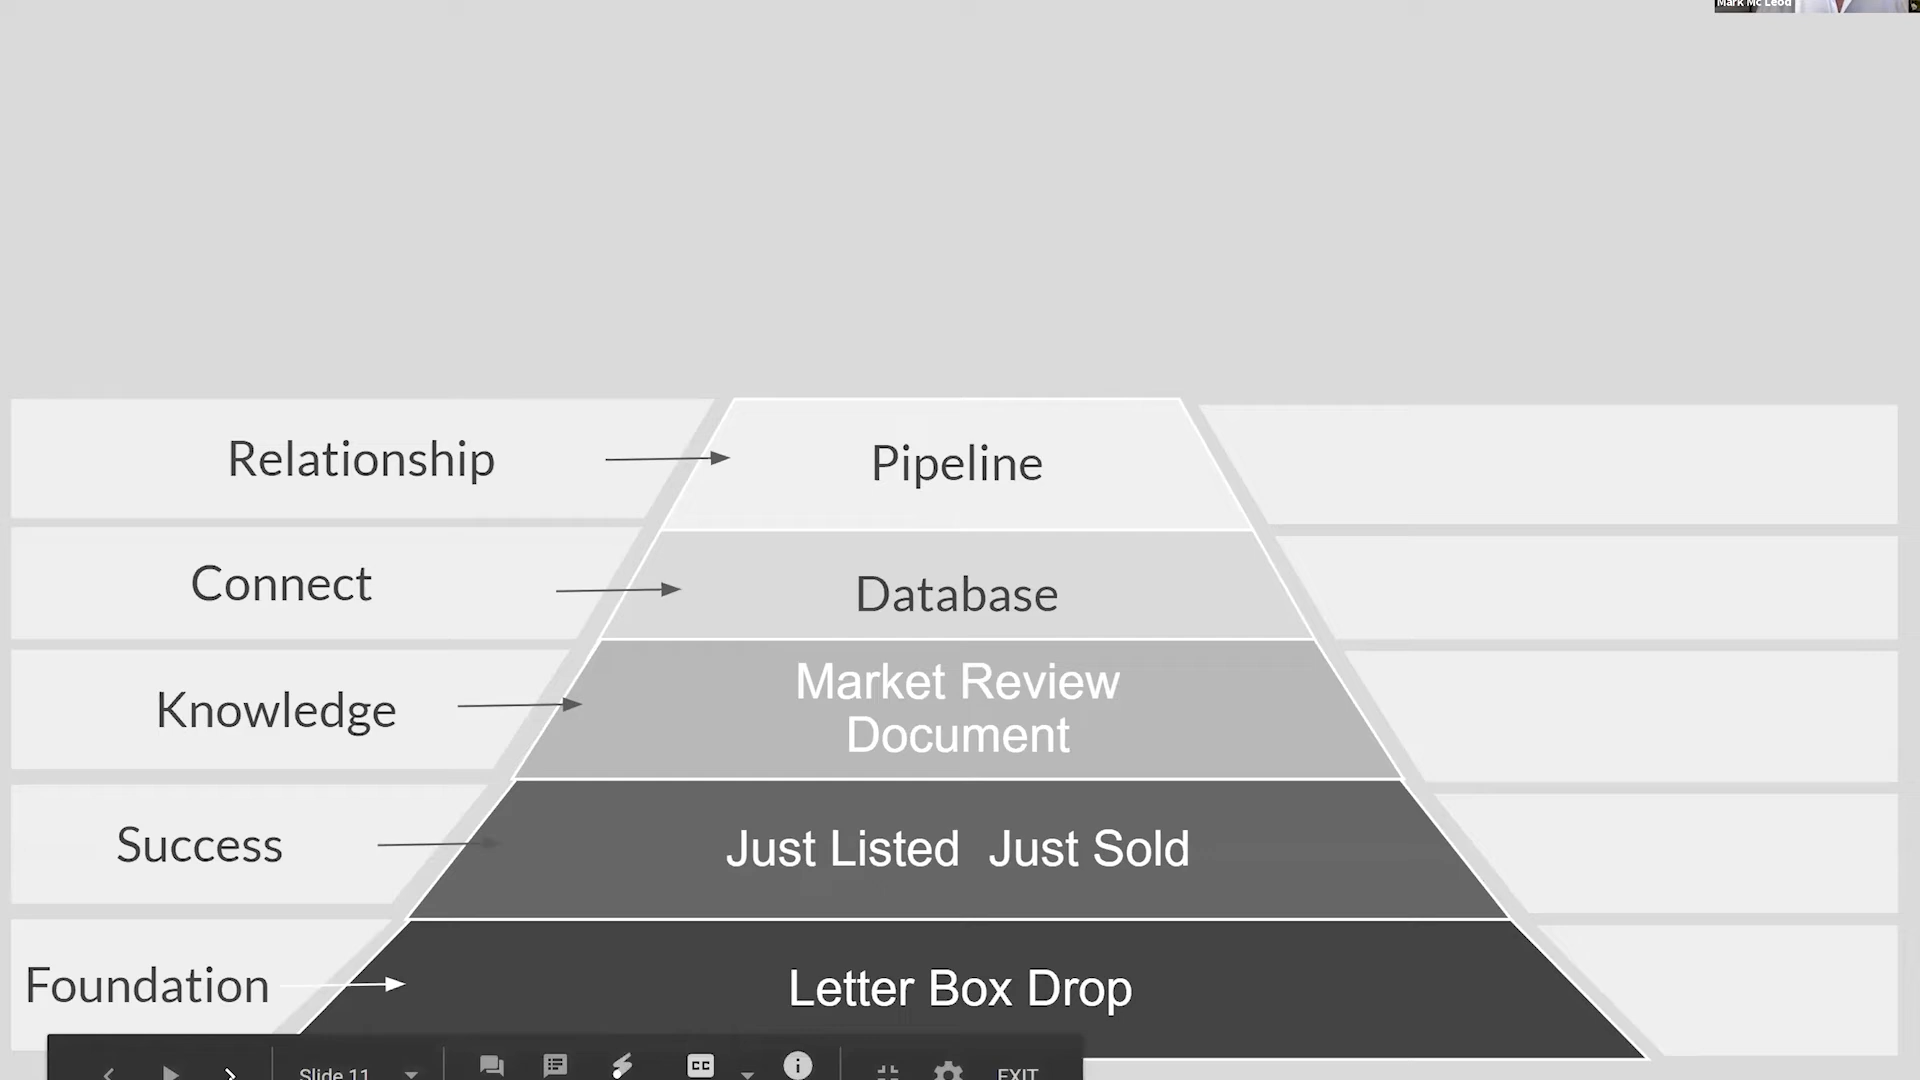 Mark Mc Leod
Relationship
Pipeline
Connect
Database
Knowledge
Market Review
Document
Success
Just Listed  Just Sold
Foundation
Letter Box Drop
Slide 11
CC
EXIT